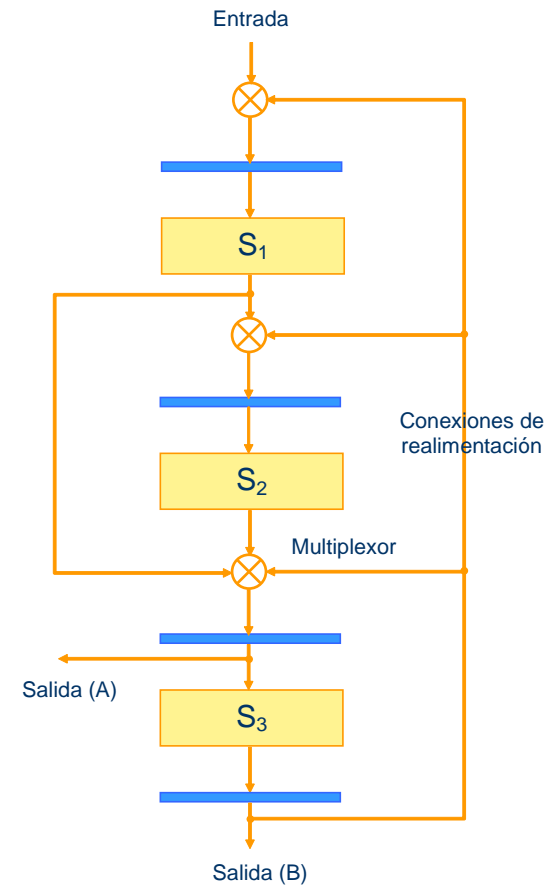 Entrada
S₁
Conexiones de
realimentación
S₂
Multiplexor
Salida (A)
S₃
Salida (B)